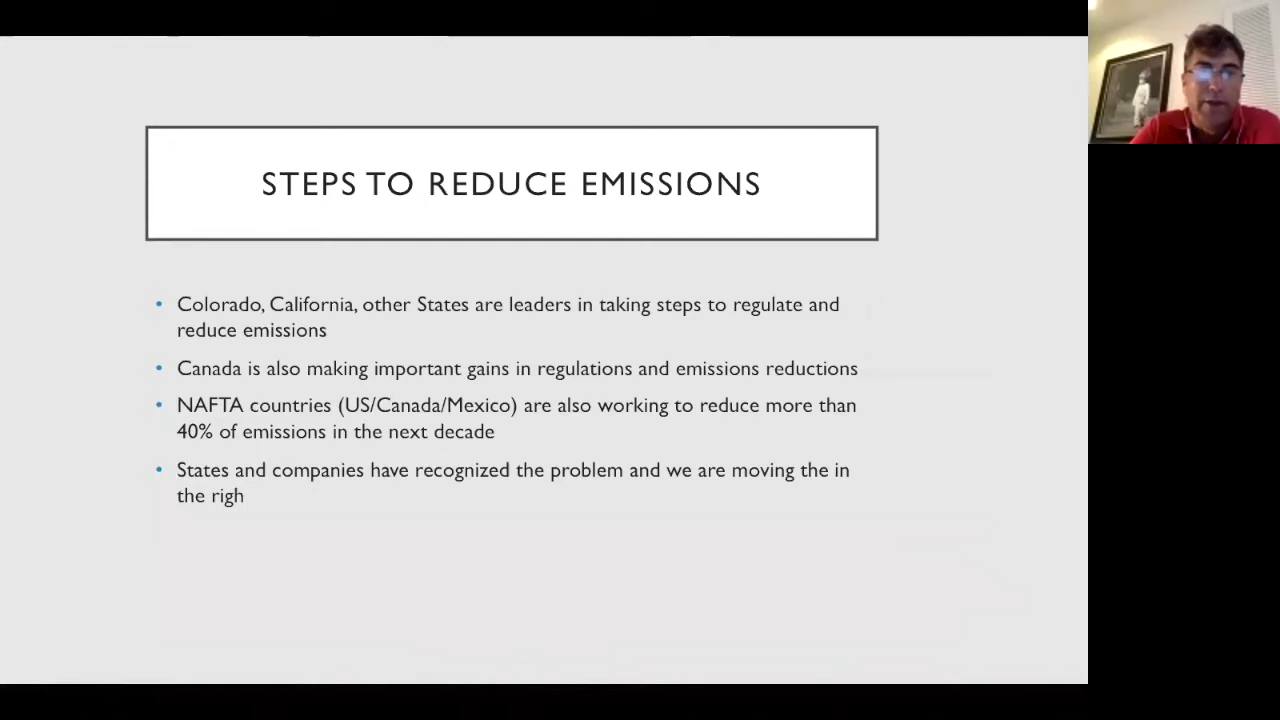 STEPS TO REDUCE EMISSIONS
• Colorado, California, other States are leaders in taking steps to regulate and
reduce emissions
• Canada is also making important gains in regulations and emissions reductions
• NAFTA countries (US/Canada/Mexico) are also working to reduce more than
40% of emissions in the next decade
• States and companies have recognized the problem and we are moving the in
the righ